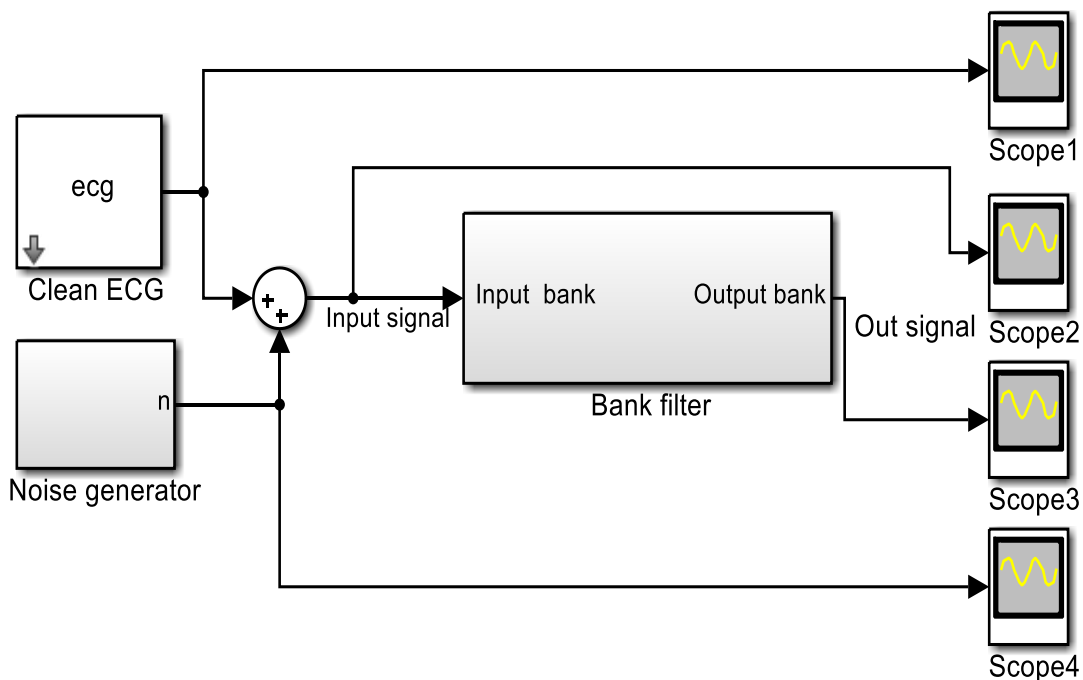 Scope1
ecg
Clean ECG
+
+
Input signal
Input bank
Output bank
Bank filter
Out signal
Scope2
n
Noise generator
Scope3
Scope4